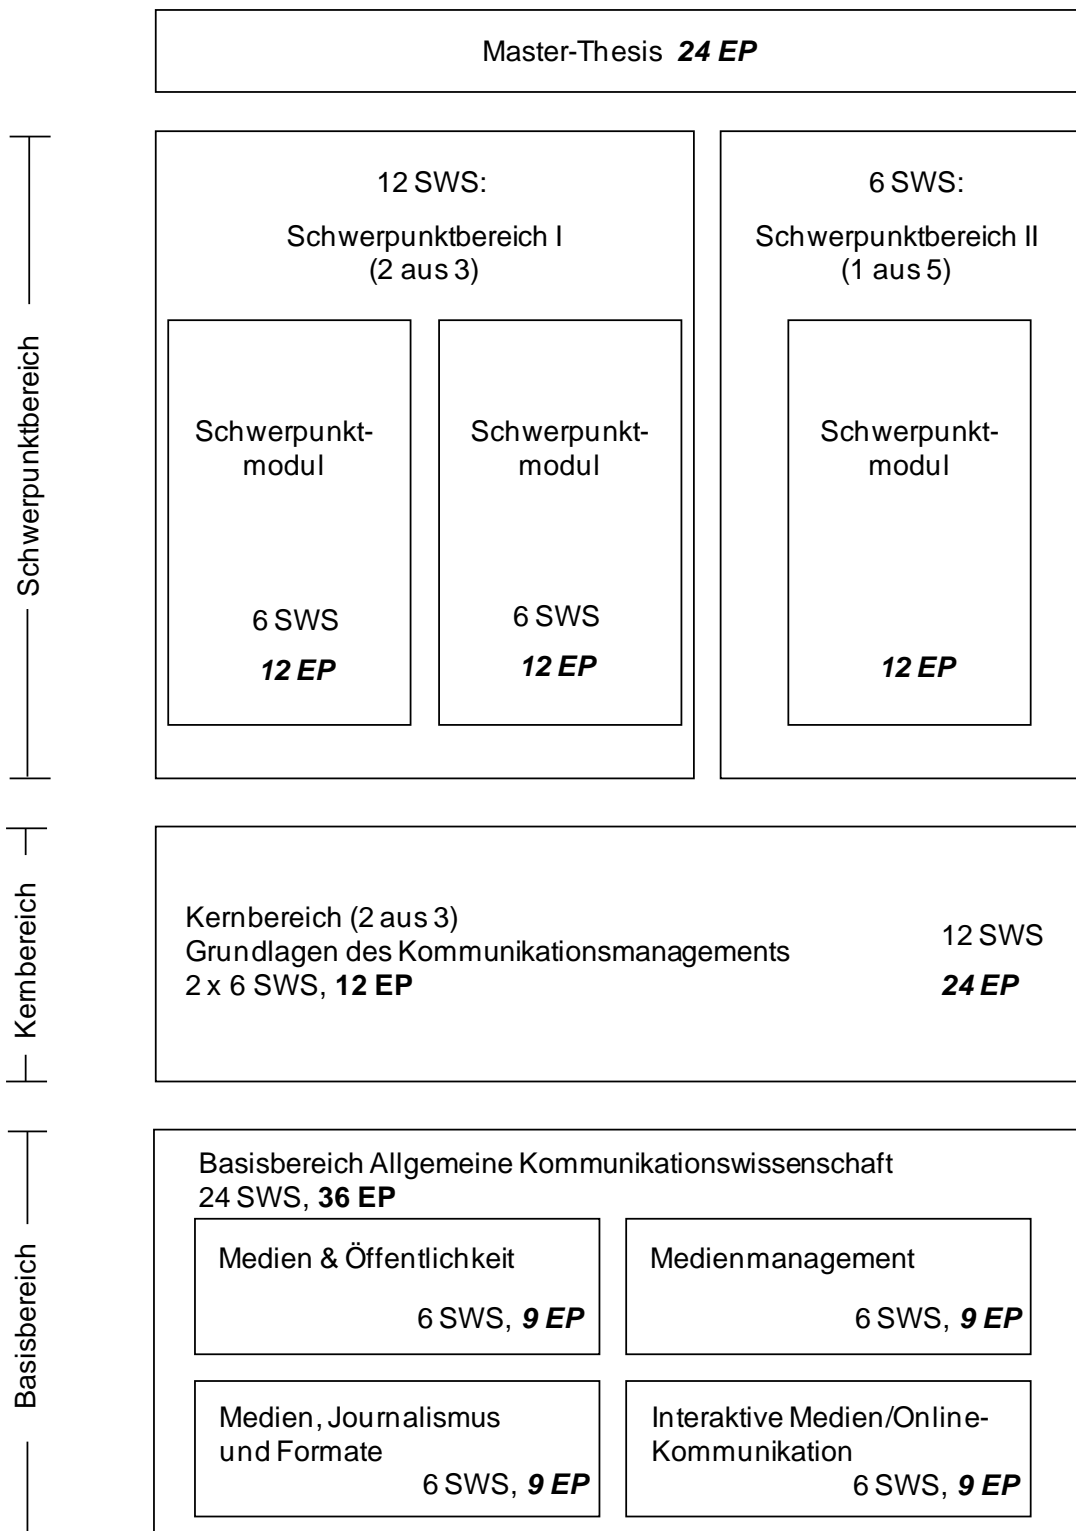 Master-Thesis 24 EP
Schwerpunktbereich
12 SWS:
Schwerpunktbereich I
(2 aus 3)
Schwerpunkt-
modul
6 SWS
12 EP
Schwerpunkt-
modul
6 SWS
12 EP
6 SWS:
Schwerpunktbereich II
(1 aus 5)
Schwerpunkt-
modul
12 EP
Kernbereich
Kernbereich (2 aus 3)
Grundlagen des Kommunikationsmanagements
2 x 6 SWS, 12 EP
12 SWS
24 EP
Basisbereich
Basisbereich Allgemeine Kommunikationswissenschaft
24 SWS, 36 EP
Medien & Öffentlichkeit
6 SWS, 9 EP
Medienmanagement
6 SWS, 9 EP
Medien, Journalismus
und Formate
6 SWS, 9 EP
Interaktive Medien/Online-
Kommunikation
6 SWS, 9 EP